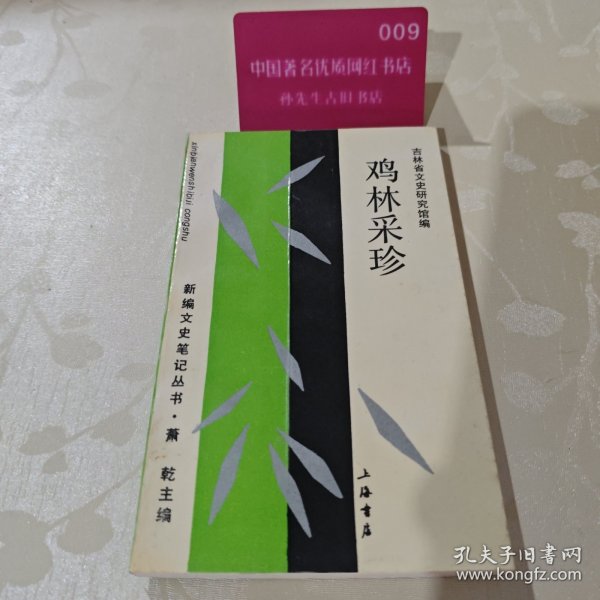 009
中国著名优质网红书店
孙先生古旧书店
xinbianwenshibiji congshu
吉林省文史研究馆编
鸡林采珍
新编文史笔记丛书·萧乾主编
上海书店
孔夫子旧书网
www.kongfz.com